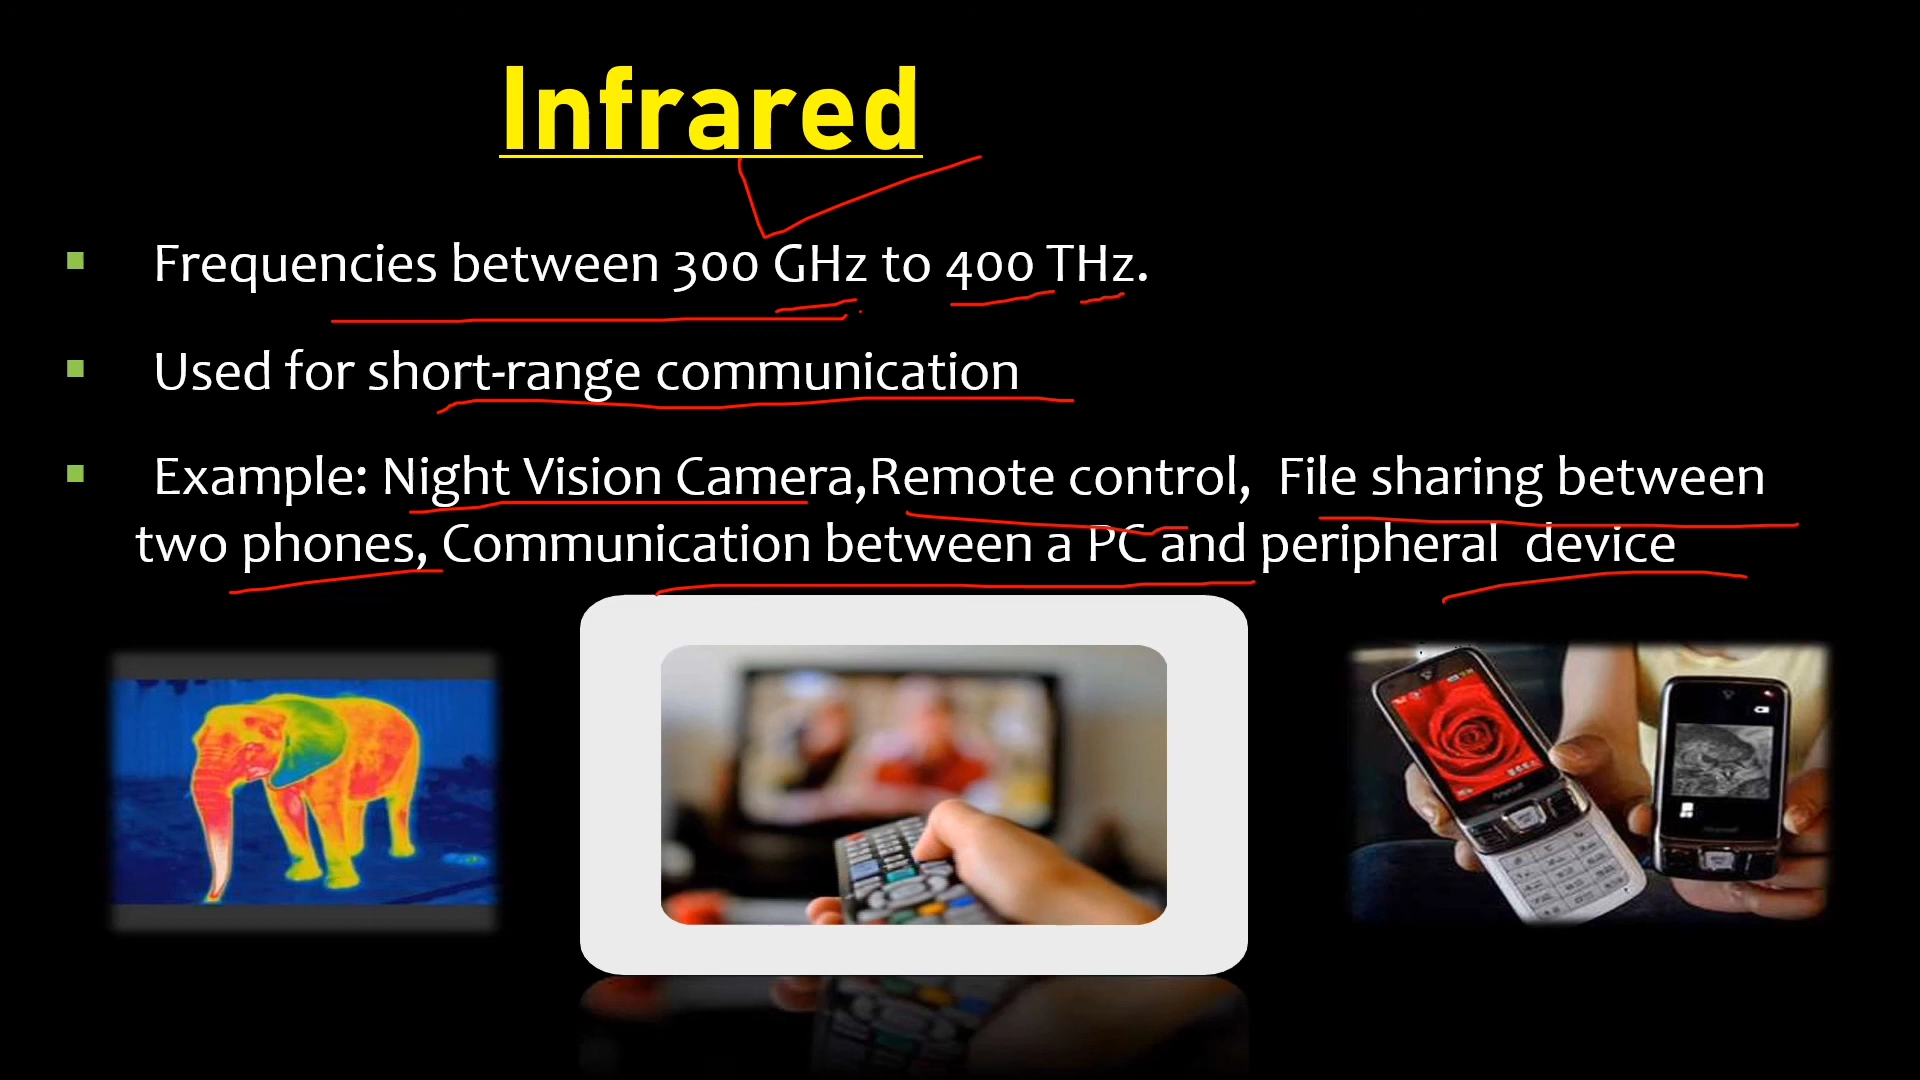 Infrared
Frequencies between 300 GHz to 400 THz.
Used for short-range communication
Example: Night Vision Camera,Remote control,  File sharing between
two phones, Communication between a PC and peripheral  device